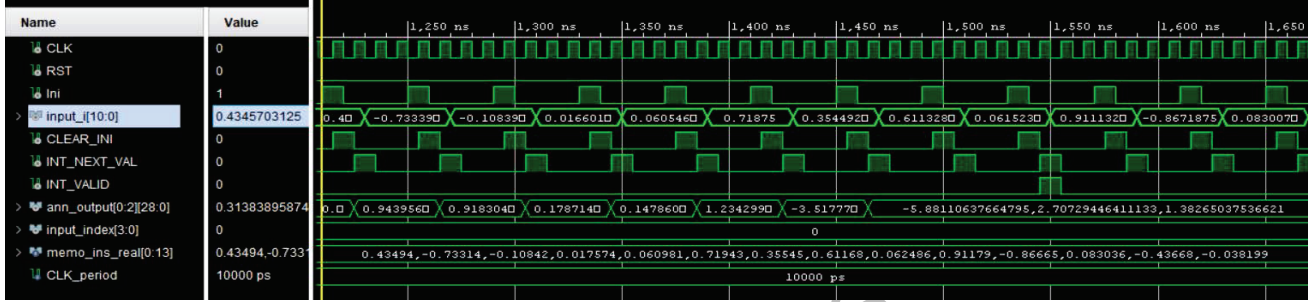 Name Value
1,250 ns 1,300 ns 1,350 ns 1,400 ns 1,450 ns 1,500 ns 1,550 ns 1,600 ns 1,650
CLK 0
RST 0
Ini 1
input_i[10:0] 0.4345703125 0.4 -0.73339 -0.10839 0.016601 0.060546 0.71875 0.354492 0.611328 0.061523 0.911132 -0.8671875 0.083007
CLEAR_INI 0
INT_NEXT_VAL 0
INT_VALID 0
ann_output[0:2][28:0] 0.31383895874 0. 0.943956 0.918304 0.178714 0.147860 1.234299 -3.51777 -5.88110637664795,2.70729446411133,1.38265037536621
input_index[3:0] 0 0
memo_ins_real[0:13] 0.43494,-0.7331 0.43494,-0.73314,-0.10842,0.017574,0.060981,0.71943,0.35545,0.61168,0.062486,0.91179,-0.86665,0.083036,-0.43668,-0.038199
CLK_period 10000 ps 10000 ps